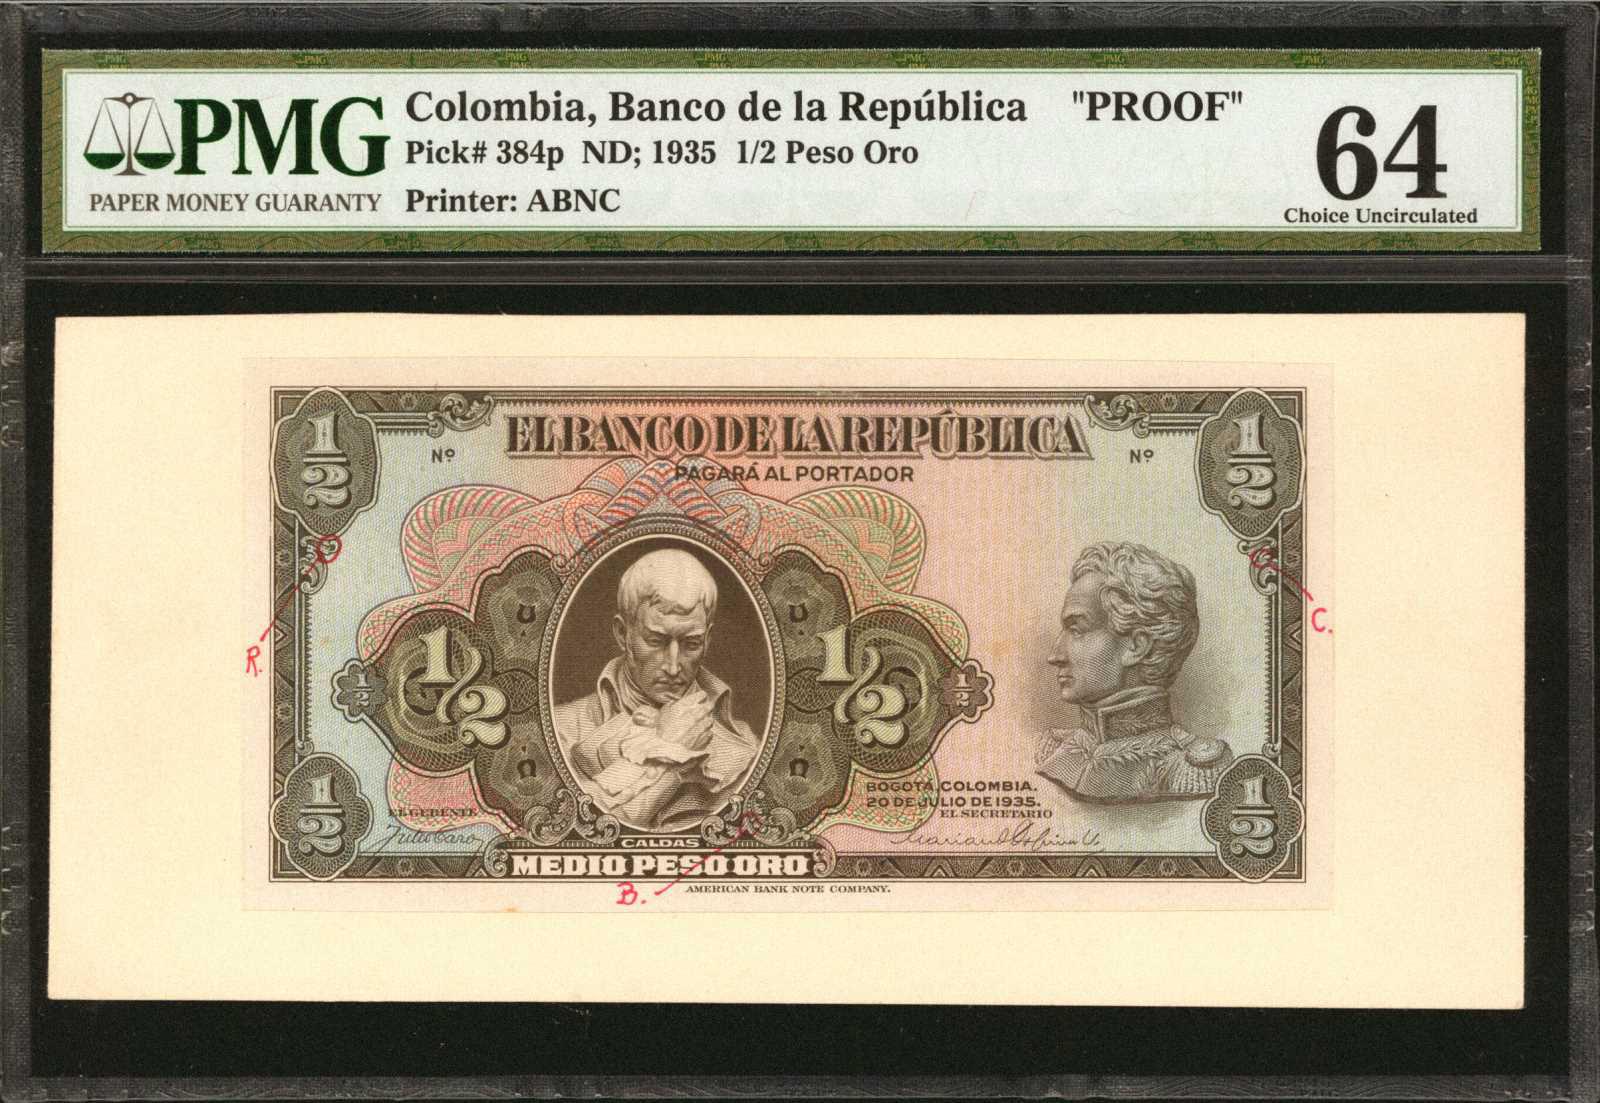 PMG
PAPER MONEY GUARANTY
Colombia, Banco de la República "PROOF"
Pick# 384p ND; 1935 1/2 Peso Oro
Printer: ABNC
64
Choice Uncirculated
1/2
1/2
EL BANCO DE LA REPÚBLICA
Nº
Nº
PAGARÁ AL PORTADOR
R.
C.
1/2
1/2
1/2
1/2
BOGOTÁ, COLOMBIA.
20 DE JULIO DE 1935.
1/2
1/2
EL GERENTE
EL SECRETARIO
Julio Caro
CALDAS
MEDIO PESO ORO
B.
AMERICAN BANK NOTE COMPANY.